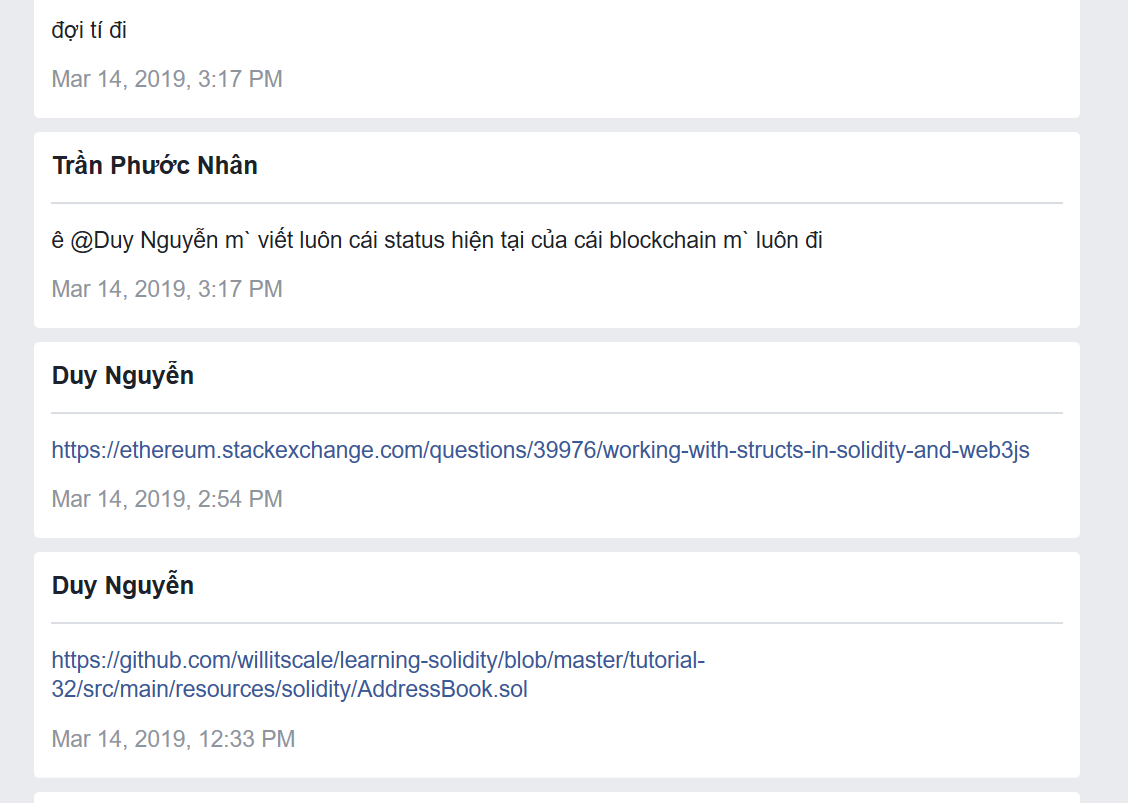 đợi tí đi
Mar 14, 2019, 3:17 PM
Trần Phước Nhân
ê @Duy Nguyễn m` viết luôn cái status hiện tại của cái blockchain m` luôn đi
Mar 14, 2019, 3:17 PM
Duy Nguyễn
https://ethereum.stackexchange.com/questions/39976/working-with-structs-in-solidity-and-web3js
Mar 14, 2019, 2:54 PM
Duy Nguyễn
https://github.com/willitscale/learning-solidity/blob/master/tutorial-
32/src/main/resources/solidity/AddressBook.sol
Mar 14, 2019, 12:33 PM